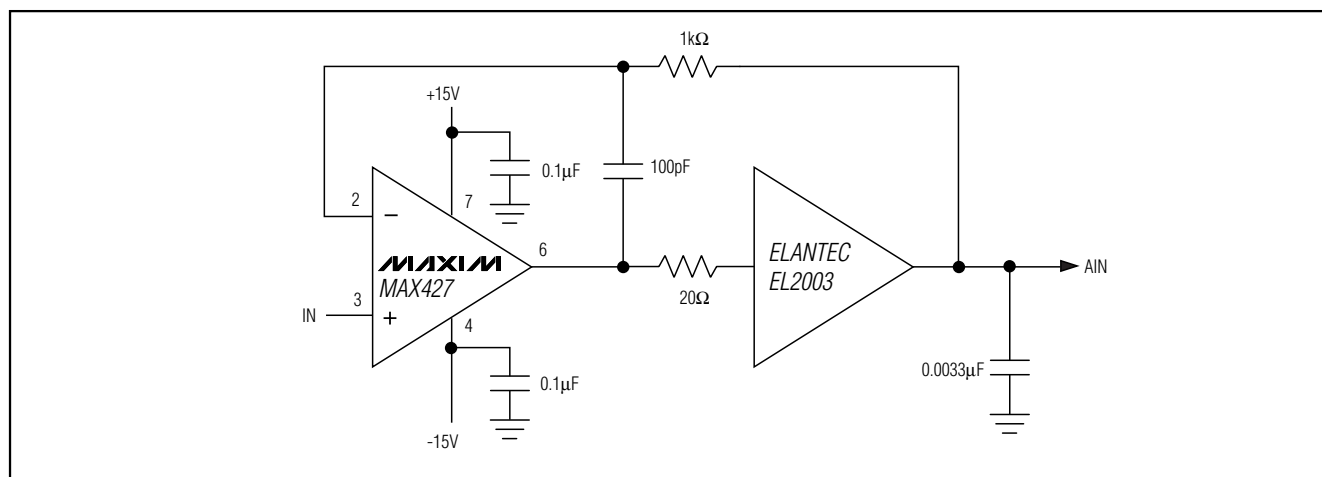 1kΩ
+15V
0.1µF
100pF
2
7
−
MAXIM
MAX427
6
ELANTEC
EL2003
AIN
20Ω
IN
3
+
4
0.1µF
0.0033µF
-15V